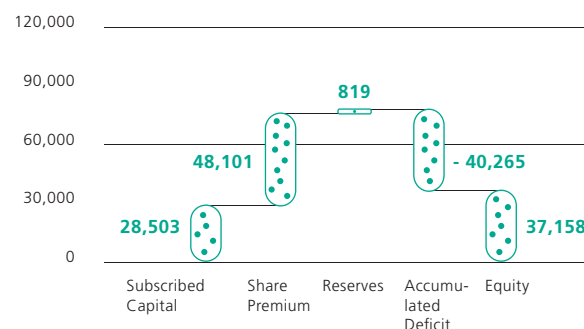 120,000
90,000
60,000
30,000
0
819
48,101
- 40,265
28,503
37,158
Subscribed
Capital
Share
Premium
Reserves
Accumu-
lated
Deficit
Equity